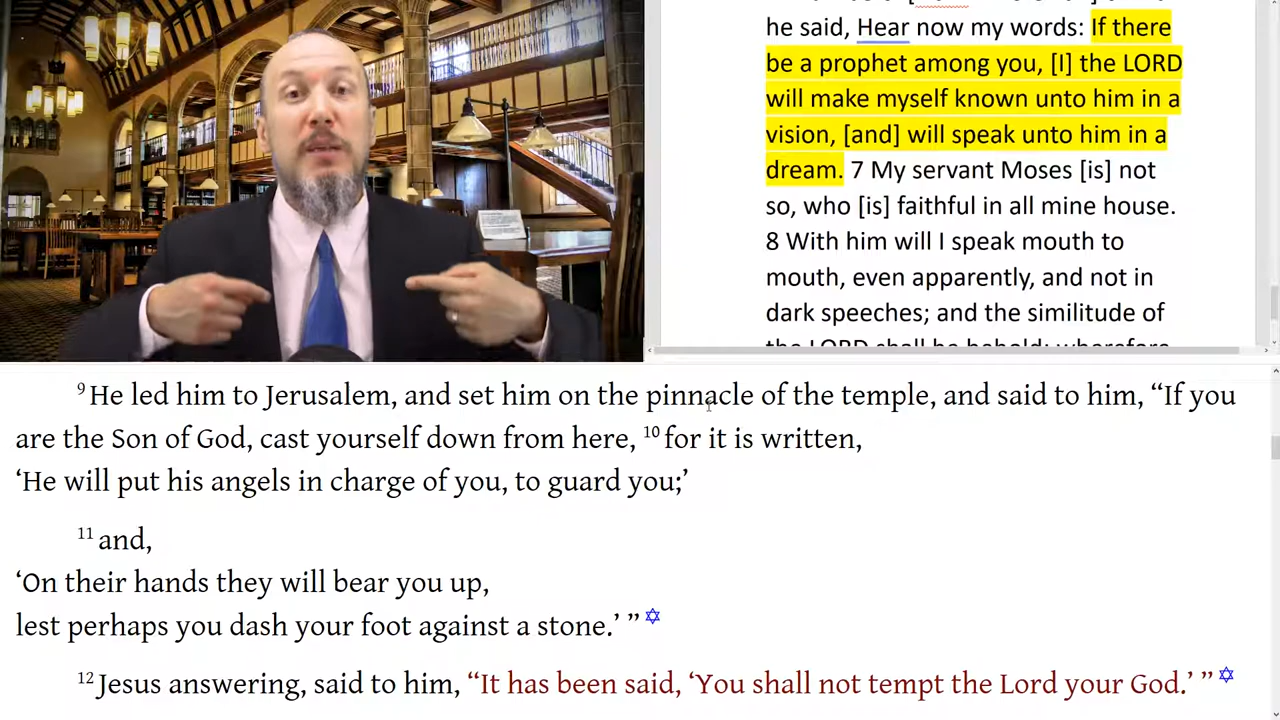 he said, Hear now my words: If there
be a prophet among you, [I] the LORD
will make myself known unto him in a
vision, [and] will speak unto him in a
dream. 7 My servant Moses [is] not
so, who [is] faithful in all mine house.
8 With him will I speak mouth to
mouth, even apparently, and not in
dark speeches; and the similitude of
the LORD shall he behold: wherefore
9 He led him to Jerusalem, and set him on the pinnacle of the temple, and said to him, “If you
are the Son of God, cast yourself down from here, 10 for it is written,
‘He will put his angels in charge of you, to guard you;’
11 and,
‘On their hands they will bear you up,
lest perhaps you dash your foot against a stone.’ ” ✡
12 Jesus answering, said to him, “It has been said, ‘You shall not tempt the Lord your God.’ ” ✡